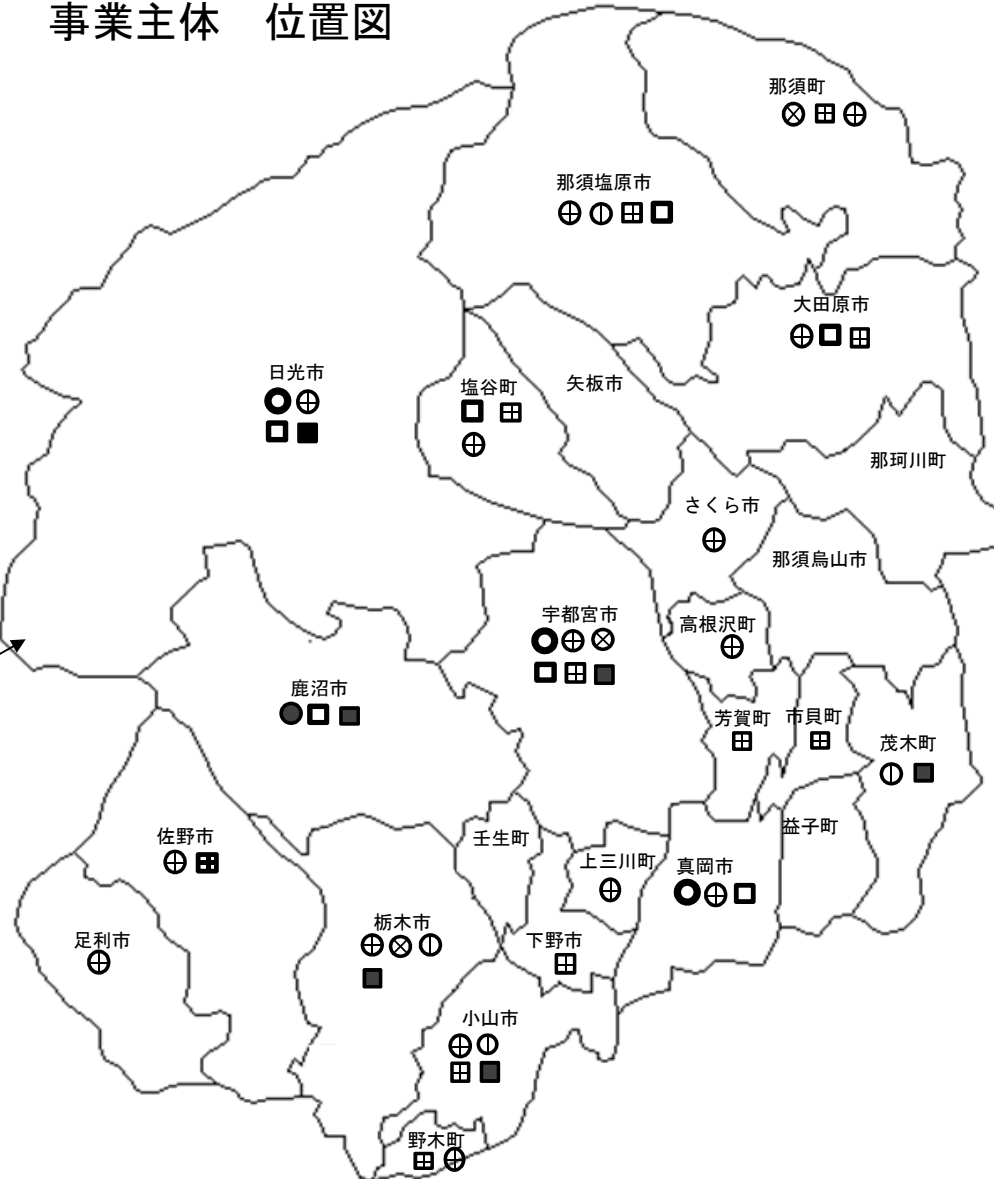 事業主体　位置図
那須町
那須塩原市
大田原市
日光市
塩谷町
矢板市
那珂川町
さくら市
那須烏山市
宇都宮市
高根沢町
鹿沼市
芳賀町
市貝町
茂木町
益子町
佐野市
壬生町
上三川町
真岡市
栃木市
足利市
下野市
小山市
野木町